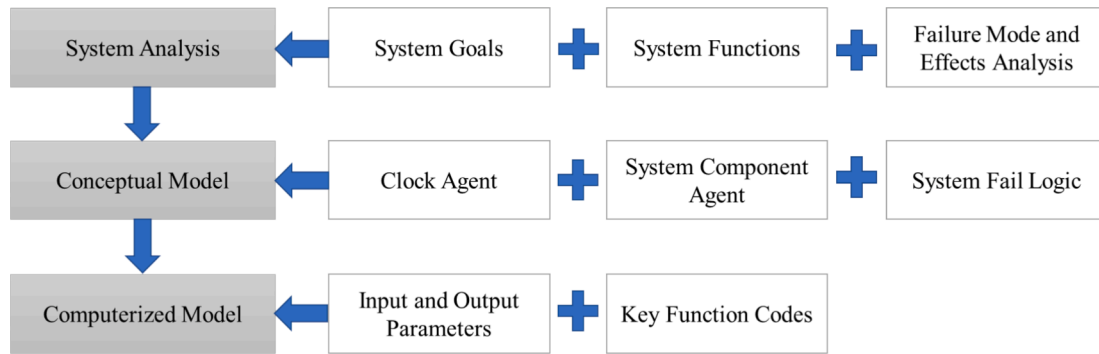 System Analysis
System Goals
System Functions
Failure Mode and
Effects Analysis
Conceptual Model
Clock Agent
System Component
Agent
System Fail Logic
Computerized Model
Input and Output
Parameters
Key Function Codes